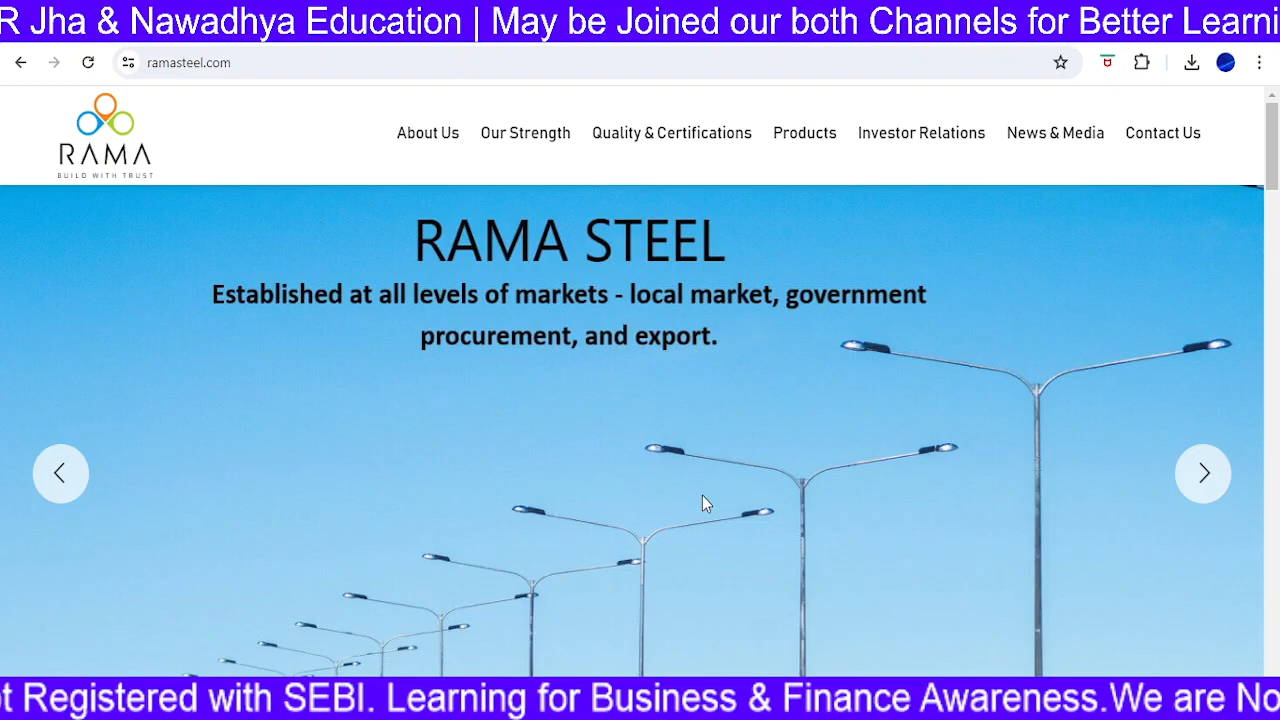 R Jha & Nawadhya Education | May be Joined our both Channels for Better Learni
ramasteel.com
RAMA
BUILD WITH TRUST
About Us Our Strength Quality & Certifications Products Investor Relations News & Media Contact Us
RAMA STEEL
Established at all levels of markets - local market, government
procurement, and export.
ot Registered with SEBI. Learning for Business & Finance Awareness.We are No